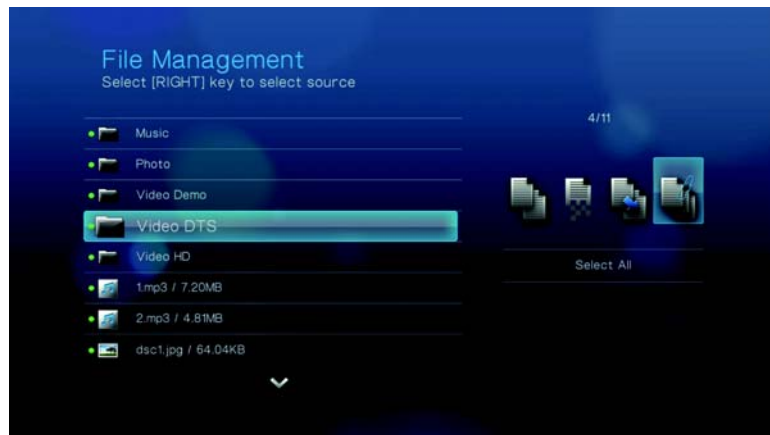 File Management
Select [RIGHT] key to select source
4/11
Music
Photo
Video Demo
Video DTS
Video HD
Select All
1.mp3 / 7.20MB
2.mp3 / 4.81MB
dsc1.jpg / 64.04KB